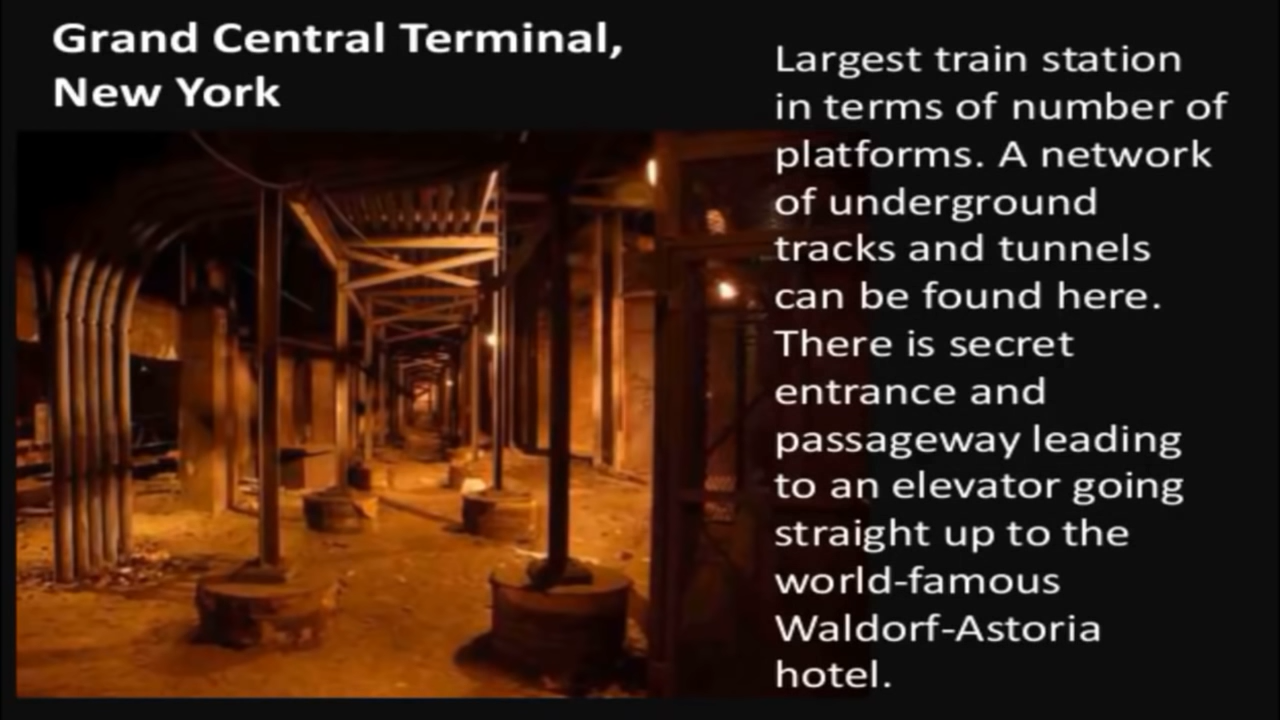 Grand Central Terminal,
New York
Largest train station
in terms of number of
platforms. A network
of underground
tracks and tunnels
can be found here.
There is secret
entrance and
passageway leading
to an elevator going
straight up to the
world-famous
Waldorf-Astoria
hotel.